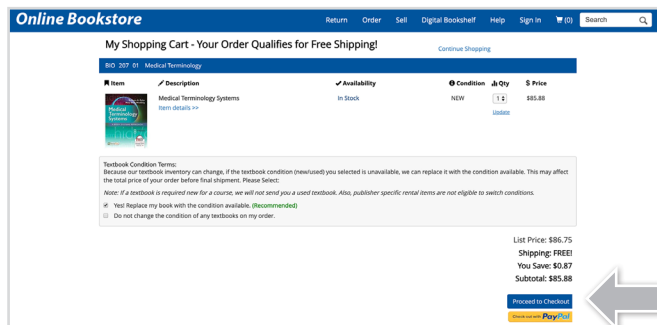 Online Bookstore
Return Order Sell Digital Bookshelf Help Sign In (0) Search
My Shopping Cart - Your Order Qualifies for Free Shipping!
Continue Shopping
BIO 207 01 Medical Terminology
Item Description Availability Condition Qty $ Price
Medical Terminology Systems In Stock NEW 1 $85.88
Item details >>
Update
Medical
Terminology
Systems
Textbook Condition Terms:
Because our textbook inventory can change, if the textbook condition (new/used) you selected is unavailable, we can replace it with the condition available. This may affect
the total price of your order before final shipment. Please Select:
Note: If a textbook is required new for a course, we will not send you a used textbook. Also, publisher specific rental items are not eligible to switch conditions.
Yes! Replace my book with the condition available. (Recommended)
Do not change the condition of any textbooks on my order.
List Price: $86.75
Shipping: FREE!
You Save: $0.87
Subtotal: $85.88
Proceed to Checkout
Check out with PayPal